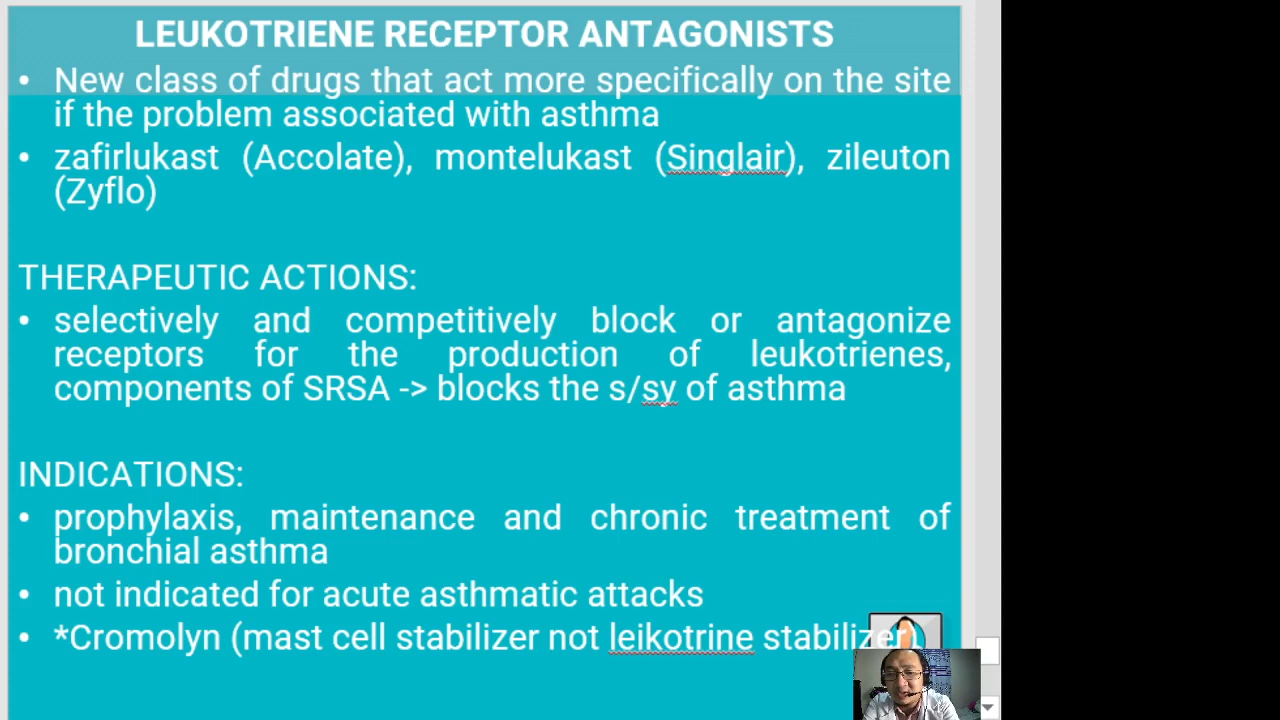 LEUKOTRIENE RECEPTOR ANTAGONISTS
• New class of drugs that act more specifically on the site
if the problem associated with asthma
• zafirlukast (Accolate), montelukast (Singlair), zileuton
(Zyflo)
THERAPEUTIC ACTIONS:
• selectively and competitively block or antagonize
receptors for the production of leukotrienes,
components of SRSA -> blocks the s/sy of asthma
INDICATIONS:
• prophylaxis, maintenance and chronic treatment of
bronchial asthma
• not indicated for acute asthmatic attacks
• *Cromolyn (mast cell stabilizer not leikotrine stabilizer)